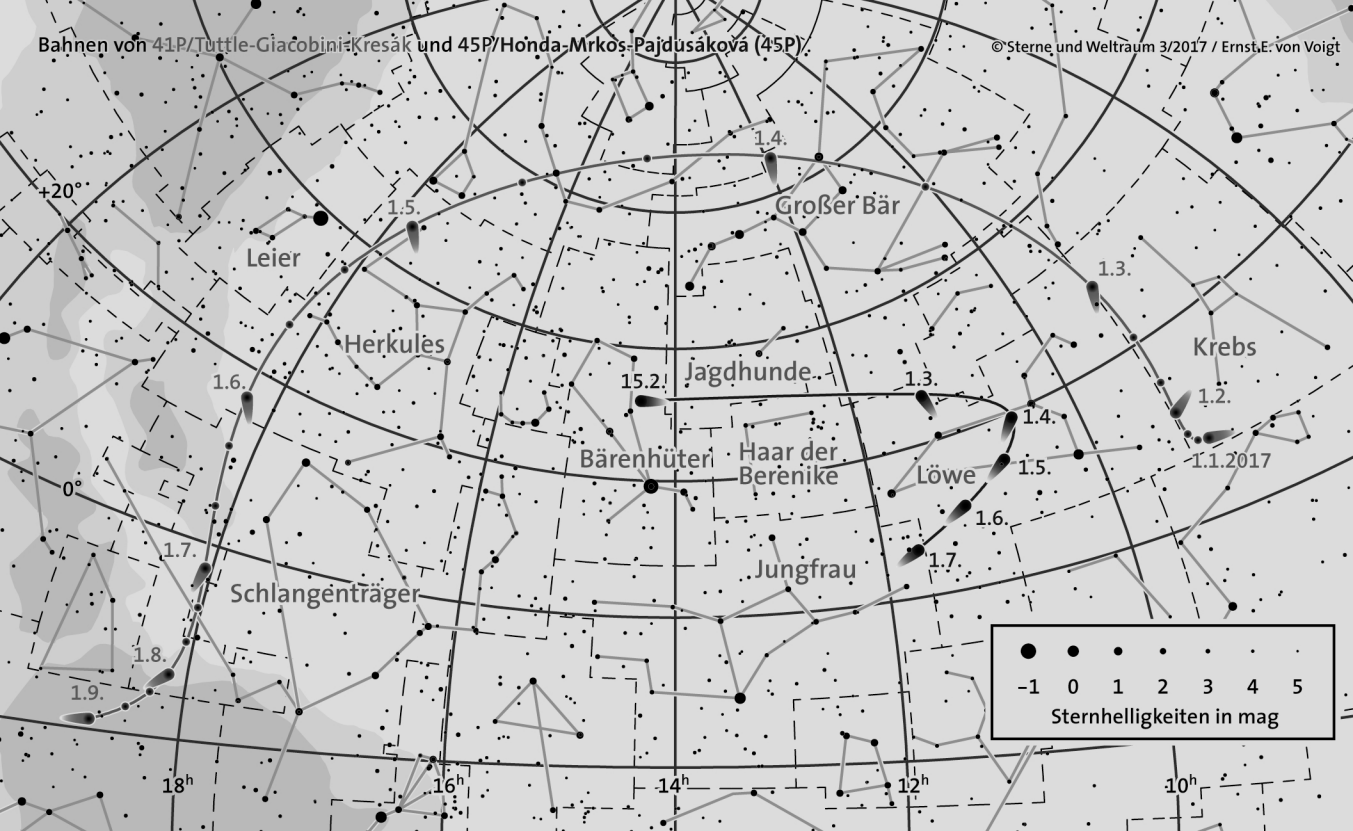 Bahnen von 41P/Tuttle-Giacobini-Kresák und 45P/Honda-Mrkos-Pajdusáková (45P)
© Sterne und Weltraum 3/2017 / Ernst E. von Voigt
1.4.
+20°
1.5.
Großer Bär
Leier
1.3.
Herkules
Krebs
Jagdhunde
1.6.
15.2.
1.3.
1.2.
1.4.
Bärenhüter
Haar der
Berenike
Löwe
1.5.
1.1.2017
0°
1.6.
1.7.
Jungfrau
1.7.
Schlangenträger
1.8.
1.9.
−1 0 1 2 3 4 5
Sternhelligkeiten in mag
18h 16h 14h 12h 10h